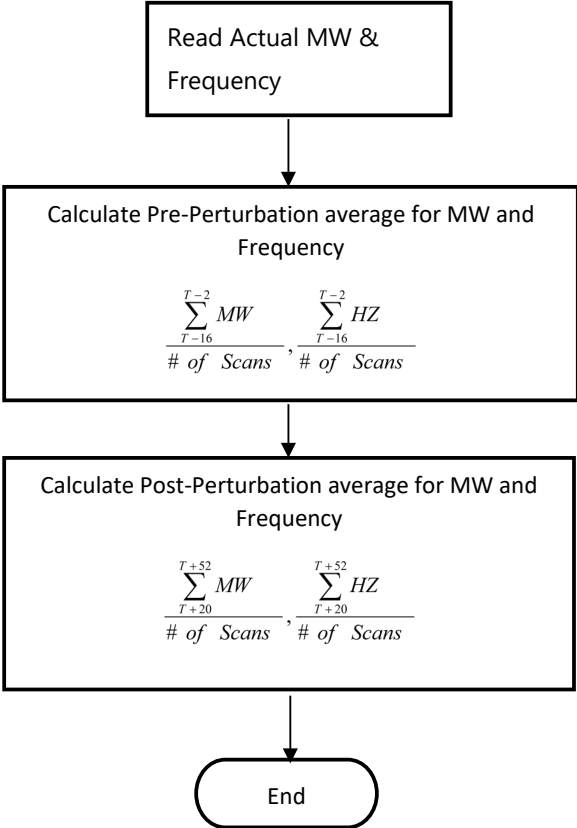 Read Actual MW &
Frequency
Calculate Pre-Perturbation average for MW and
Frequency
T − 2 T − 2
∑ MW ∑ HZ
T −16 T −16
# of Scans , # of Scans
Calculate Post-Perturbation average for MW and
Frequency
T + 52 T + 52
∑ MW ∑ HZ
T + 20 T + 20
# of Scans , # of Scans
End